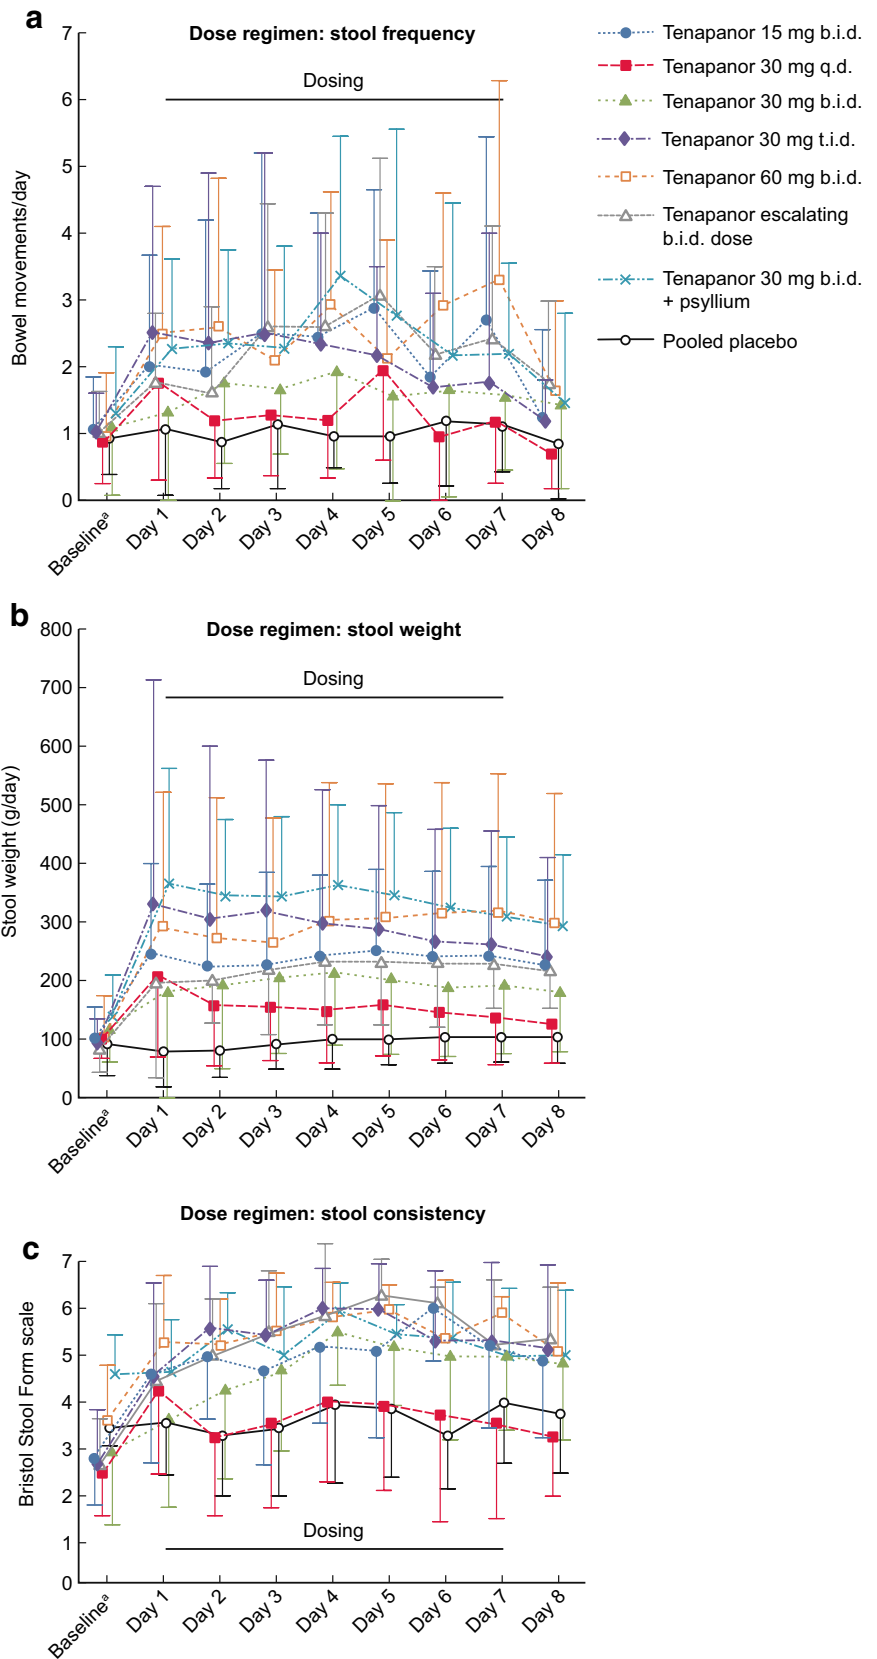 a
Dose regimen: stool frequency
Dosing
7
6
5
4
3
2
1
0
Bowel movements/day
Baselineᵃ
Day 1
Day 2
Day 3
Day 4
Day 5
Day 6
Day 7
Day 8
Tenapanor 15 mg b.i.d.
Tenapanor 30 mg q.d.
Tenapanor 30 mg b.i.d.
Tenapanor 30 mg t.i.d.
Tenapanor 60 mg b.i.d.
Tenapanor escalating
b.i.d. dose
Tenapanor 30 mg b.i.d.
+ psyllium
Pooled placebo
b
Dose regimen: stool weight
Dosing
800
700
600
500
400
300
200
100
0
Stool weight (g/day)
Baselineᵃ
Day 1
Day 2
Day 3
Day 4
Day 5
Day 6
Day 7
Day 8
Dose regimen: stool consistency
c
7
6
5
4
3
2
1
0
Bristol Stool Form scale
Dosing
Baselineᵃ
Day 1
Day 2
Day 3
Day 4
Day 5
Day 6
Day 7
Day 8